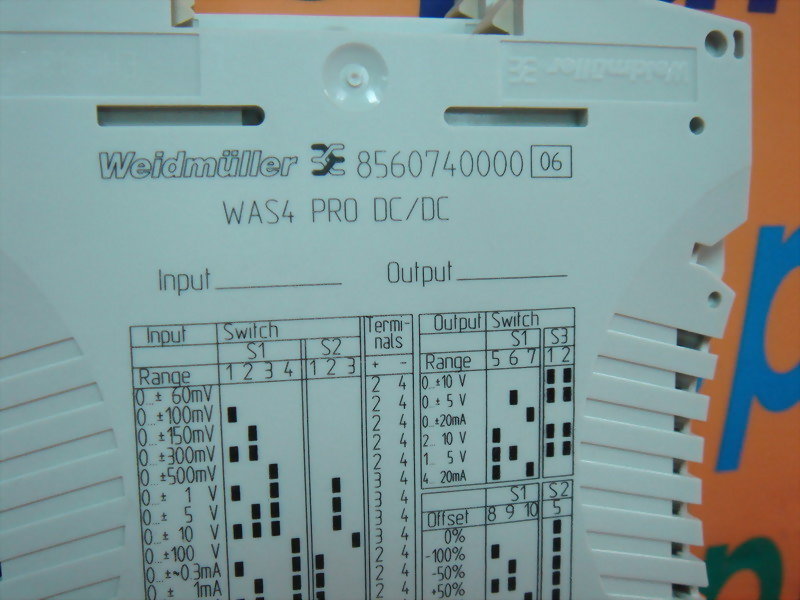 Weidmüller
Weidmüller 8560740000 06
WAS4 PRO DC/DC
Input Output
Input Switch Termi- nals
S1 S2
Range 1 2 3 4 1 2 3 + -
0...± 60mV 2 4
0...±100mV 2 4
0...±150mV 2 4
0...±300mV 2 4
0...±500mV 2 4
0...± 1 V 3 4
0...± 5 V 3 4
0...± 10 V 3 4
0...±100 V 3 4
0...±~0.3mA 2 4
0...± 1mA 2 4
Output Switch
S1 S3
Range 5 6 7 1 2
0...±10 V
0...± 5 V
0...±20mA
2... 10 V
1... 5 V
4...20mA
S1 S2
Offset 8 9 10 5
0%
-100%
-50%
+50%